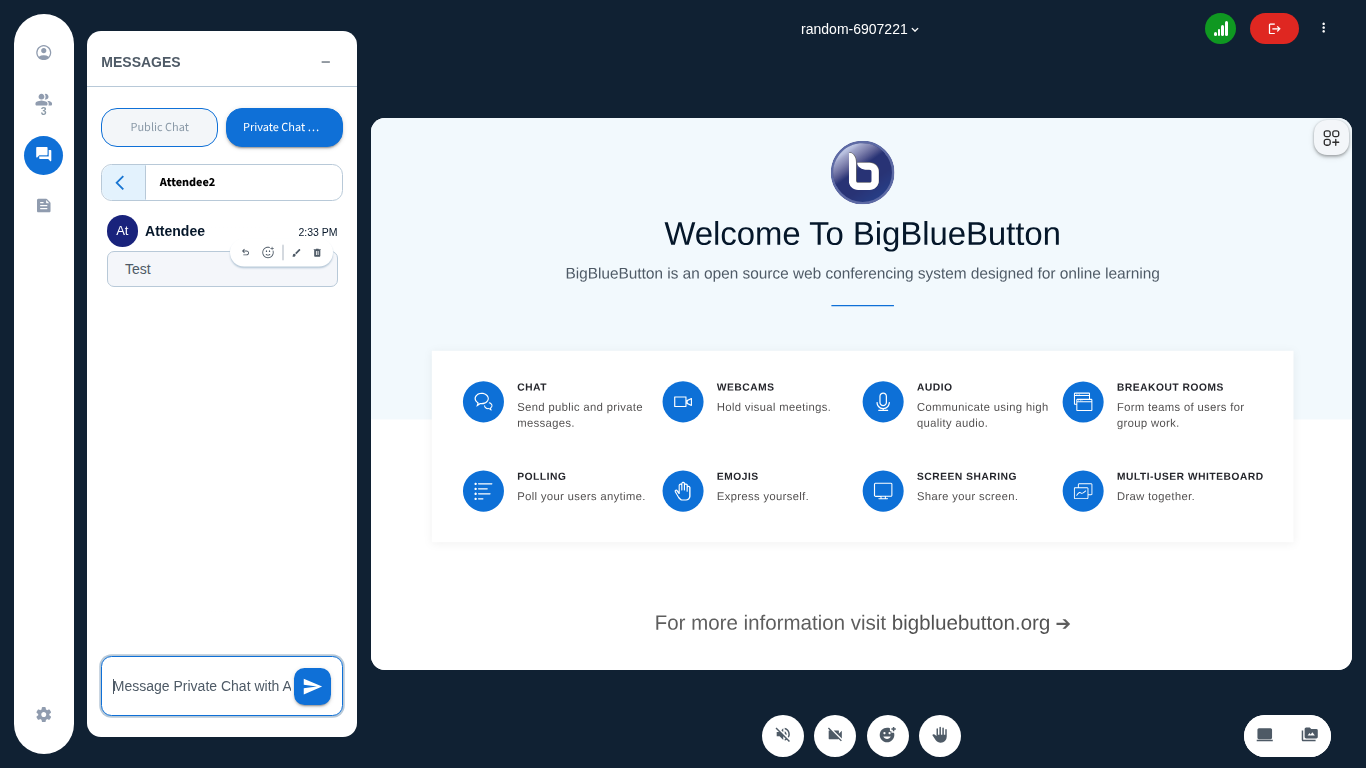 random-6907221
3
MESSAGES
Public Chat
Private Chat ...
Attendee2
At
Attendee
2:33 PM
Test
Message Private Chat with A
Welcome To BigBlueButton
BigBlueButton is an open source web conferencing system designed for online learning
CHAT
Send public and private
messages.
WEBCAMS
Hold visual meetings.
AUDIO
Communicate using high
quality audio.
BREAKOUT ROOMS
Form teams of users for
group work.
POLLING
Poll your users anytime.
EMOJIS
Express yourself.
SCREEN SHARING
Share your screen.
MULTI-USER WHITEBOARD
Draw together.
For more information visit bigbluebutton.org ➔